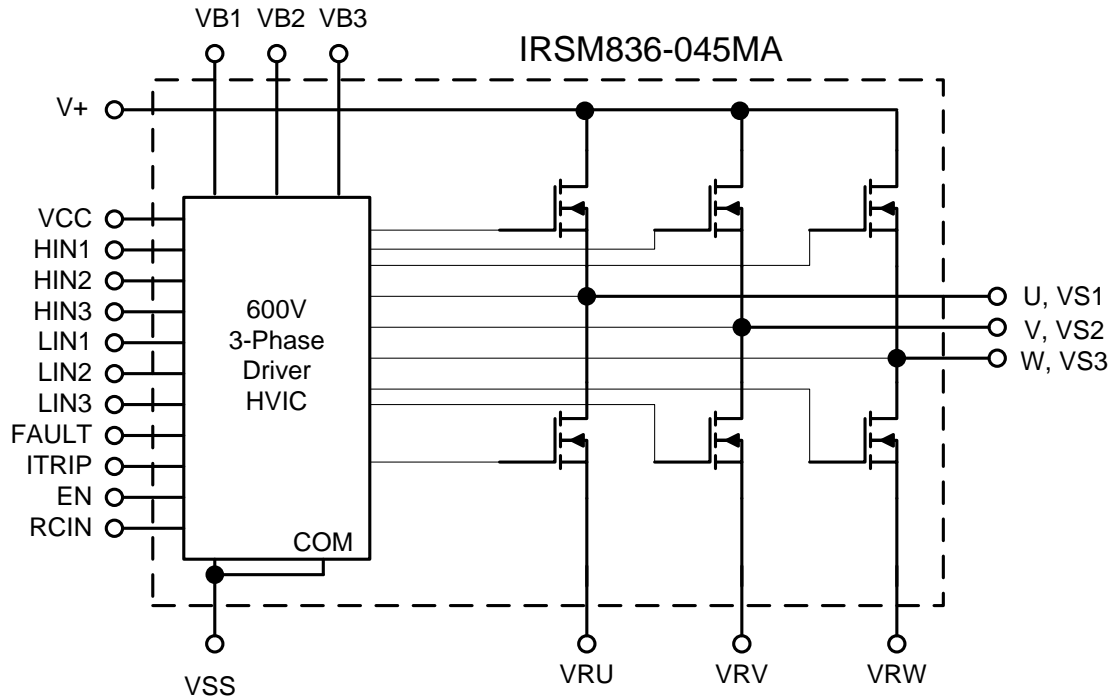 VB1 VB2 VB3
IRSM836-045MA
V+
VCC
HIN1
HIN2
HIN3
LIN1
LIN2
LIN3
FAULT
ITRIP
EN
RCIN
600V
3-Phase
Driver
HVIC
COM
U, VS1
V, VS2
W, VS3
VSS
VRU
VRV
VRW